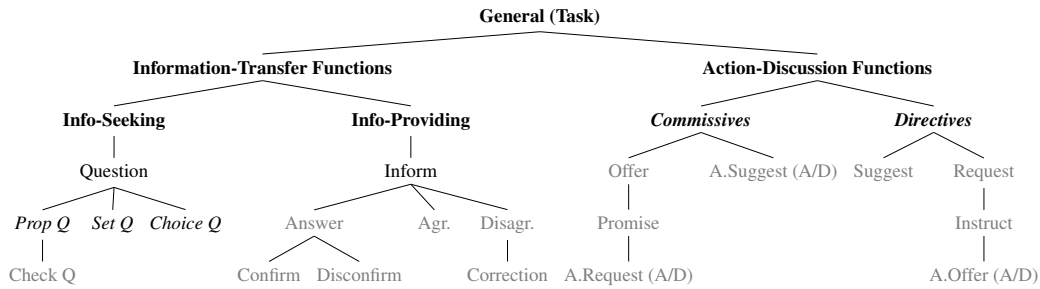 General (Task)
Information-Transfer Functions Action-Discussion Functions
Info-Seeking Info-Providing Commissives Directives
Question Inform Offer A.Suggest (A/D) Suggest Request
Prop Q Set Q Choice Q Answer Agr. Disagr. Promise Instruct
Check Q Confirm Disconfirm Correction A.Request (A/D) A.Offer (A/D)